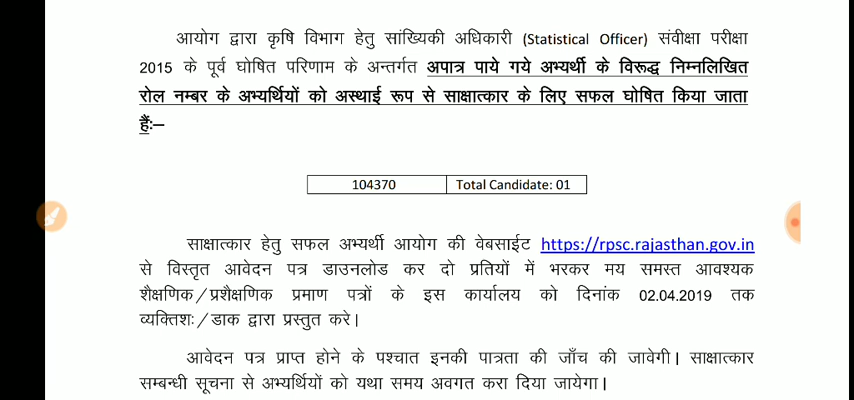 आयोग द्वारा कृषि विभाग हेतु सांख्यिकी अधिकारी (Statistical Officer) संवीक्षा परीक्षा
2015 के पूर्व घोषित परिणाम के अन्तर्गत अपात्र पाये गये अभ्यर्थी के विरूद्ध निम्नलिखित
रोल नम्बर के अभ्यर्थियों को अस्थाई रूप से साक्षात्कार के लिए सफल घोषित किया जाता
हैं:—
104370 Total Candidate: 01
साक्षात्कार हेतु सफल अभ्यर्थी आयोग की वेबसाईट https://rpsc.rajasthan.gov.in
से विस्तृत आवेदन पत्र डाउनलोड कर दो प्रतियों में भरकर मय समस्त आवश्यक
शैक्षणिक/प्रशैक्षणिक प्रमाण पत्रों के इस कार्यालय को दिनांक 02.04.2019 तक
व्यक्तिशः/डाक द्वारा प्रस्तुत करे।
आवेदन पत्र प्राप्त होने के पश्चात इनकी पात्रता की जाँच की जावेगी। साक्षात्कार
सम्बन्धी सूचना से अभ्यर्थियों को यथा समय अवगत करा दिया जायेगा।